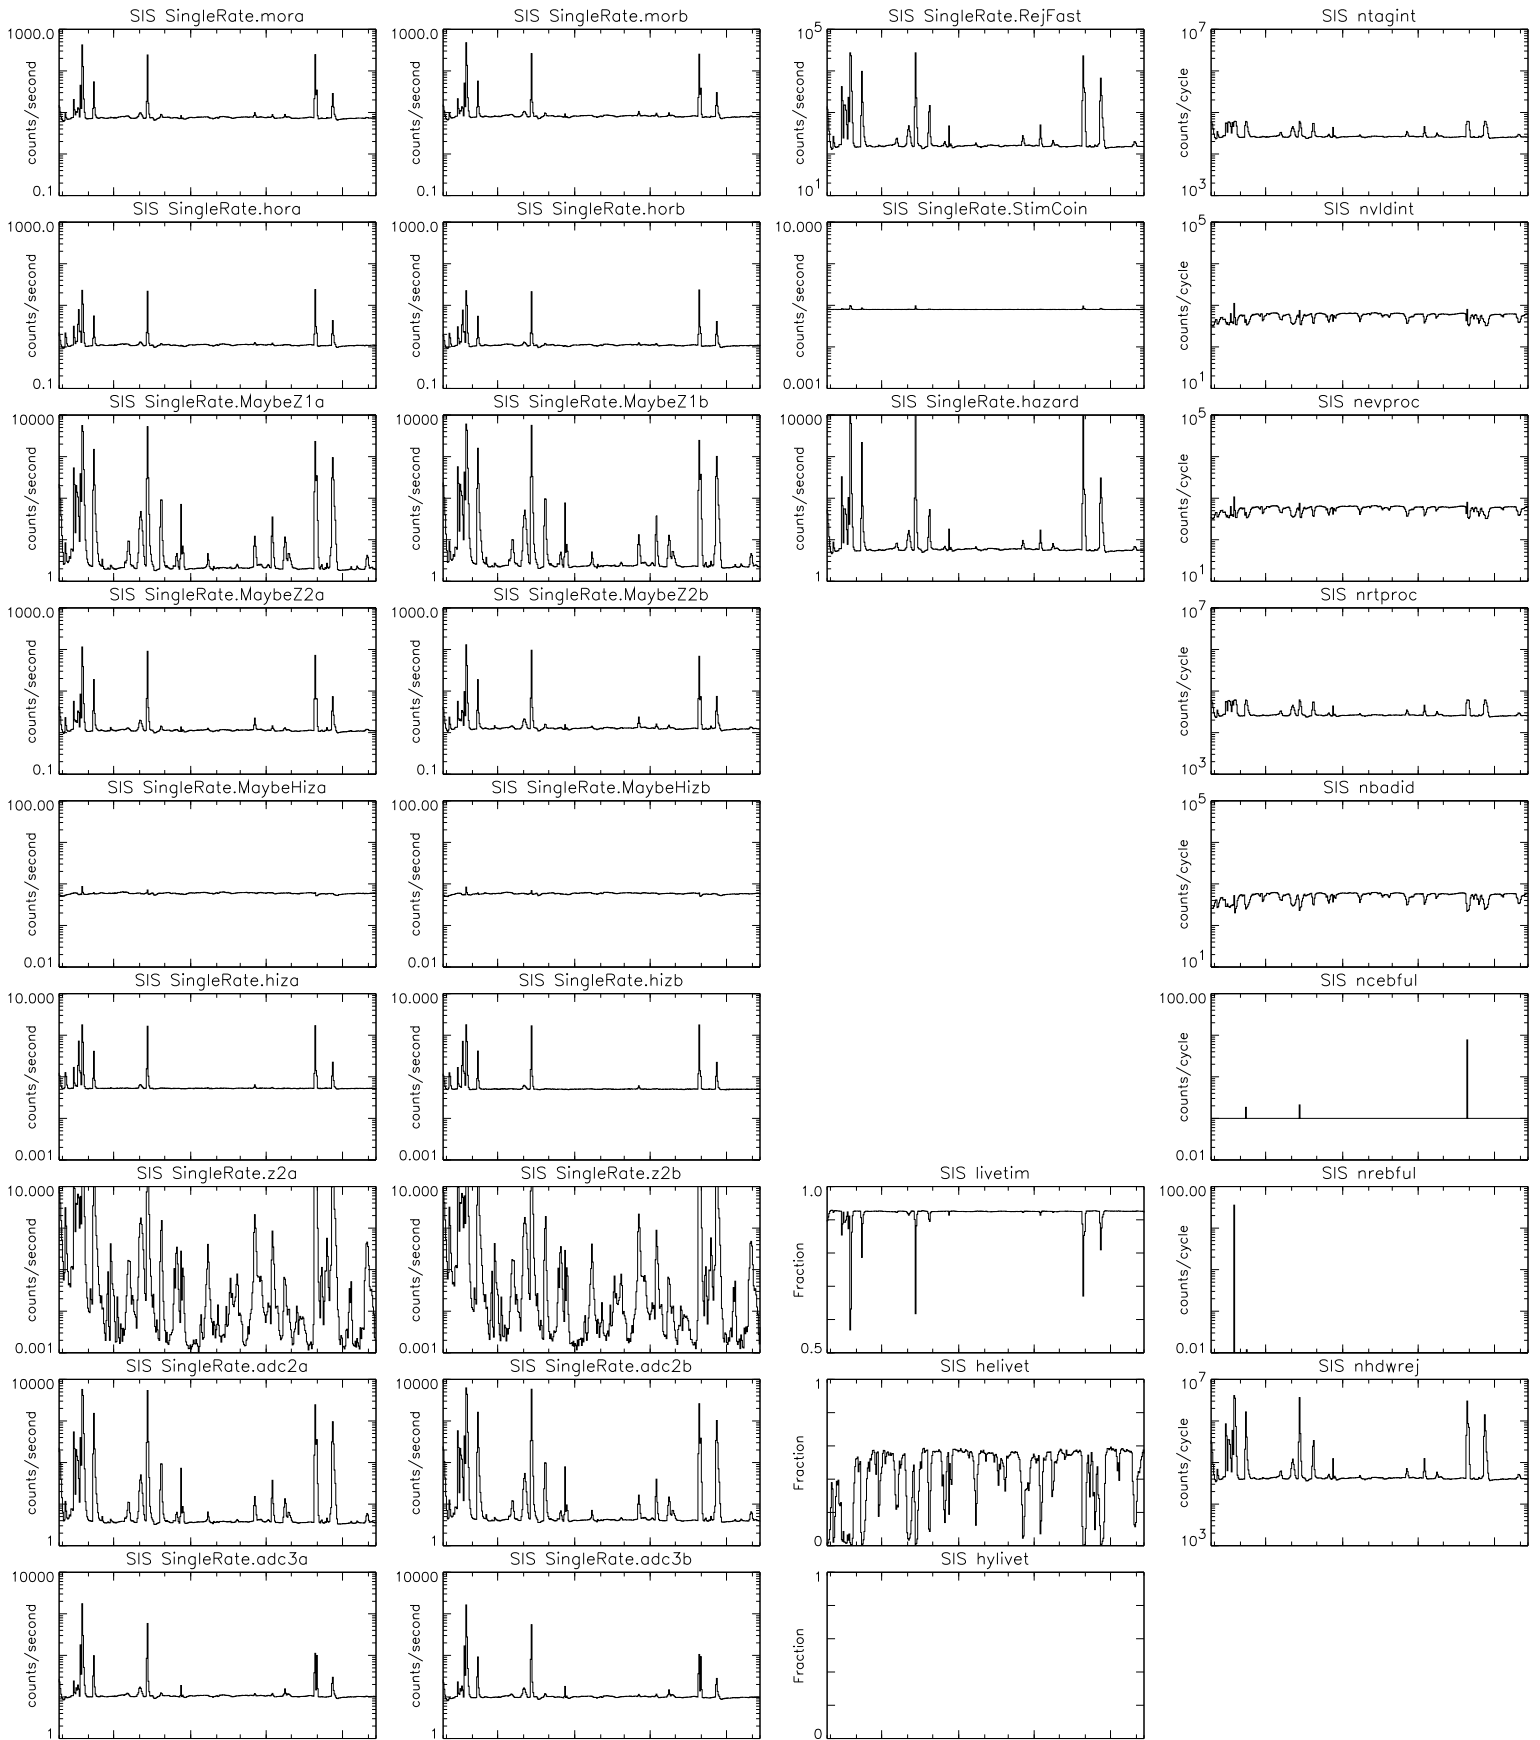 SIS SingleRate.mora
1000.0
counts/second
0.1
SIS SingleRate.morb
1000.0
counts/second
0.1
SIS SingleRate.RejFast
10^5
counts/second
10^1
SIS ntagint
10^7
counts/cycle
10^3
SIS SingleRate.hora
1000.0
counts/second
0.1
SIS SingleRate.horb
1000.0
counts/second
0.1
SIS SingleRate.StimCoin
10.000
counts/second
0.001
SIS nvldint
10^5
counts/cycle
10^1
SIS SingleRate.MaybeZ1a
10000
counts/second
1
SIS SingleRate.MaybeZ1b
10000
counts/second
1
SIS SingleRate.hazard
10000
counts/second
1
SIS nevproc
10^5
counts/cycle
10^1
SIS SingleRate.MaybeZ2a
1000.0
counts/second
0.1
SIS SingleRate.MaybeZ2b
1000.0
counts/second
0.1
SIS nrtproc
10^7
counts/cycle
10^3
SIS SingleRate.MaybeHiza
100.00
counts/second
0.01
SIS SingleRate.MaybeHizb
100.00
counts/second
0.01
SIS nbadid
10^5
counts/cycle
10^1
SIS SingleRate.hiza
10.000
counts/second
0.001
SIS SingleRate.hizb
10.000
counts/second
0.001
SIS ncebful
100.00
counts/cycle
0.01
SIS SingleRate.z2a
10.000
counts/second
0.001
SIS SingleRate.z2b
10.000
counts/second
0.001
SIS livetim
1.0
Fraction
0.5
SIS nrebful
100.00
counts/cycle
0.01
SIS SingleRate.adc2a
10000
counts/second
1
SIS SingleRate.adc2b
10000
counts/second
1
SIS helivet
1
Fraction
0
SIS nhdwrej
10^7
counts/cycle
10^3
SIS SingleRate.adc3a
10000
counts/second
1
SIS SingleRate.adc3b
10000
counts/second
1
SIS hylivet
1
Fraction
0